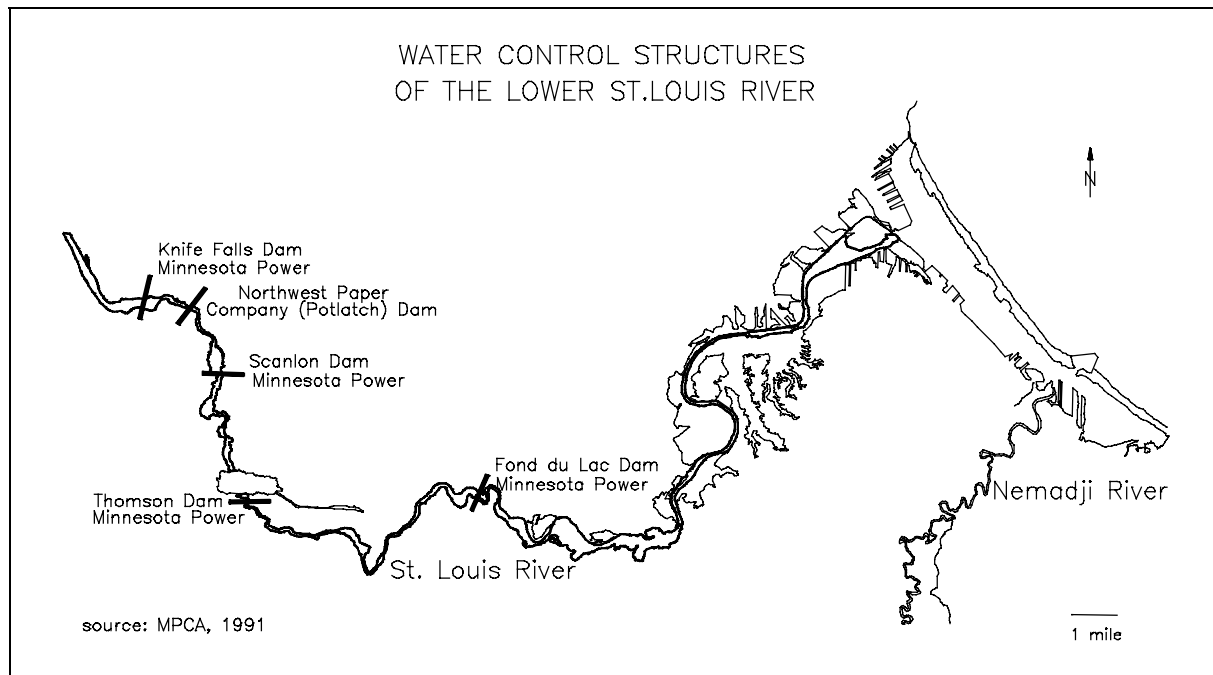 WATER CONTROL STRUCTURES
OF THE LOWER ST.LOUIS RIVER
N
Knife Falls Dam
Minnesota Power
Northwest Paper
Company (Potlatch) Dam
Scanlon Dam
Minnesota Power
Fond du Lac Dam
Minnesota Power
Thomson Dam
Minnesota Power
Nemadji River
St. Louis River
source: MPCA, 1991
1 mile